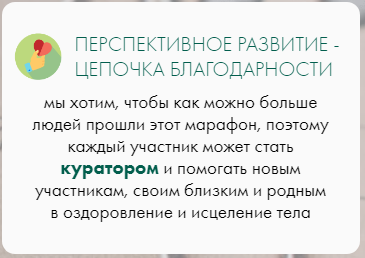 ПЕРСПЕКТИВНОЕ РАЗВИТИЕ -
ЦЕПОЧКА БЛАГОДАРНОСТИ
мы хотим, чтобы как можно больше
людей прошли этот марафон, поэтому
каждый участник может стать
куратором и помогать новым
участникам, своим близким и родным
в оздоровление и исцеление тела